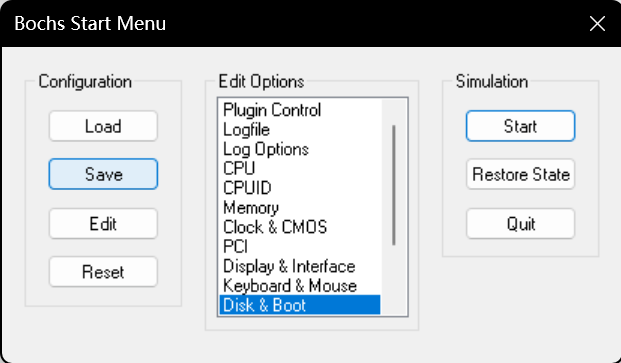 Bochs Start Menu
Configuration
Load
Save
Edit
Reset
Edit Options
Plugin Control
Logfile
Log Options
CPU
CPUID
Memory
Clock & CMOS
PCI
Display & Interface
Keyboard & Mouse
Disk & Boot
Simulation
Start
Restore State
Quit